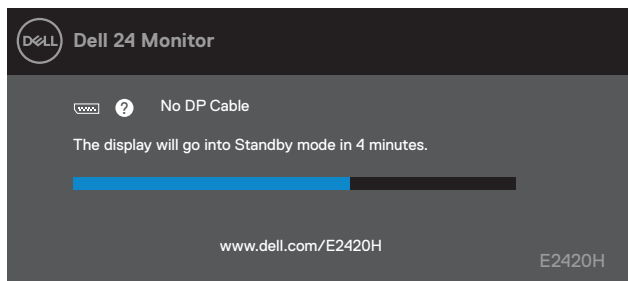 DELL Dell 24 Monitor
? No DP Cable
The display will go into Standby mode in 4 minutes.
www.dell.com/E2420H
E2420H